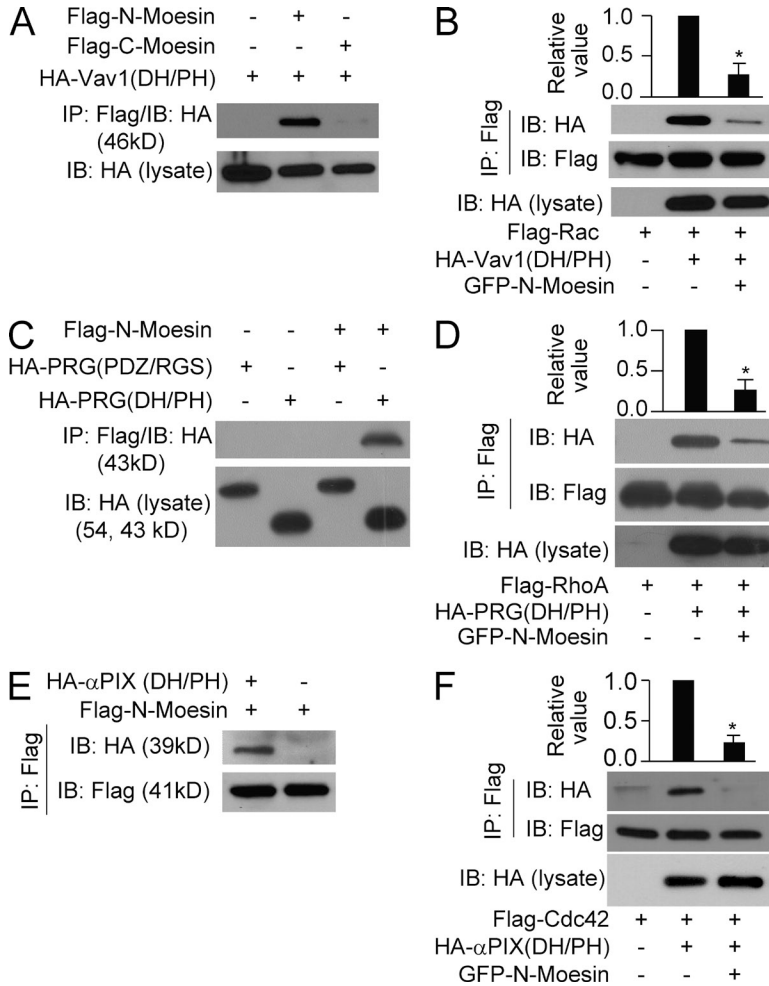 A
Flag-N-Moesin - + -
Flag-C-Moesin - - +
HA-Vav1(DH/PH) + + +
IP: Flag/IB: HA
(46kD)
IB: HA (lysate)
B
Relative
value
1.0
0.5
0.0
*
IP: Flag
IB: HA
IB: Flag
IB: HA (lysate)
Flag-Rac + + +
HA-Vav1(DH/PH) - + +
GFP-N-Moesin - - +
C
Flag-N-Moesin - - + +
HA-PRG(PDZ/RGS) + - + -
HA-PRG(DH/PH) - + - +
IP: Flag/IB: HA
(43kD)
IB: HA (lysate)
(54, 43 kD)
D
Relative
value
1.0
0.5
0.0
*
IP: Flag
IB: HA
IB: Flag
IB: HA (lysate)
Flag-RhoA + + +
HA-PRG(DH/PH) - + +
GFP-N-Moesin - - +
E
HA-αPIX (DH/PH) + -
Flag-N-Moesin + +
IP: Flag
IB: HA (39kD)
IB: Flag (41kD)
F
Relative
value
1.0
0.5
0.0
*
IP: Flag
IB: HA
IB: Flag
IB: HA (lysate)
Flag-Cdc42 + + +
HA-αPIX(DH/PH) - + +
GFP-N-Moesin - - +